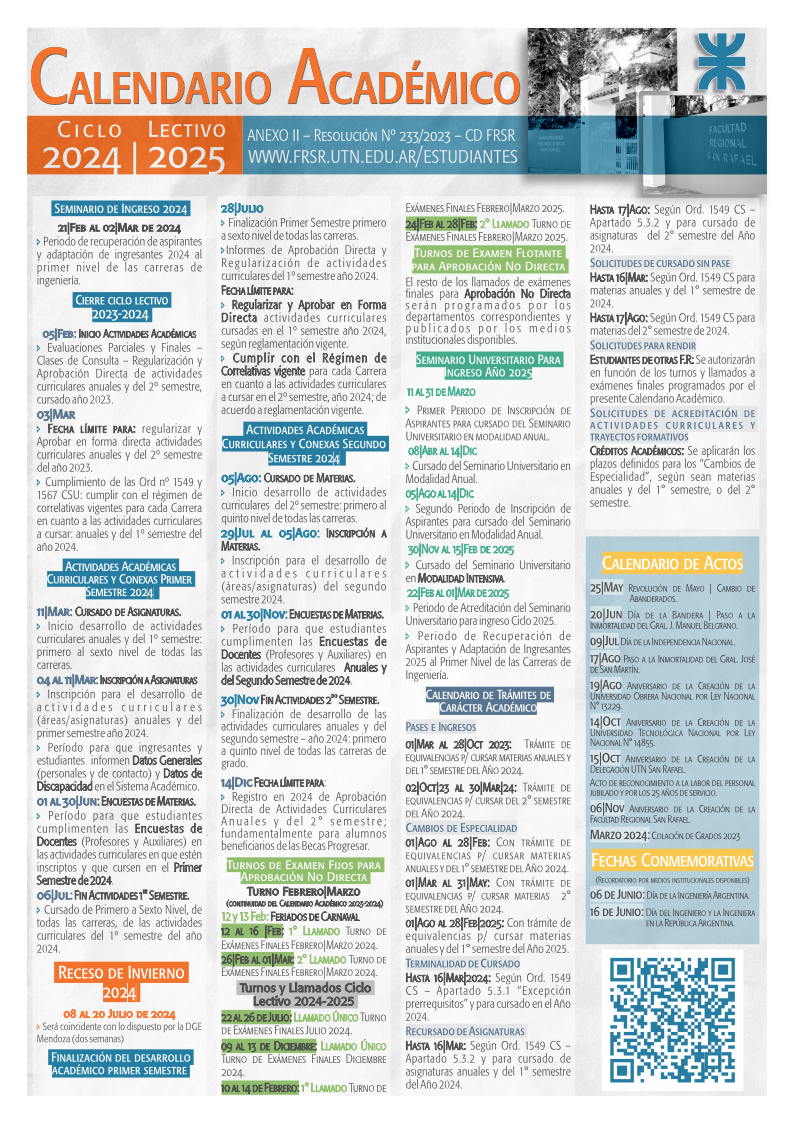 CALENDARIO ACADÉMICO
CICLO LECTIVO
2024 | 2025
ANEXO II – RESOLUCIÓN Nº 233/2023 – CD FRSR
WWW.FRSR.UTN.EDU.AR/ESTUDIANTES
FACULTAD
REGIONAL
SAN RAFAEL
SEMINARIO DE INGRESO 2024
21|FEB AL 02|MAR DE 2024
Periodo de recuperación de aspirantes
y adaptación de ingresantes 2024 al
primer nivel de las carreras de
ingeniería.
CIERRE CICLO LECTIVO
2023-2024
05|FEB: INICIO ACTIVIDADES ACADÉMICAS
Evaluaciones Parciales y Finales –
Clases de Consulta – Regularización y
Aprobación Directa de actividades
curriculares anuales y del 2º semestre,
cursado año 2023.
03|MAR
FECHA LÍMITE PARA: regularizar y
Aprobar en forma directa actividades
curriculares anuales y del 2º semestre
del año 2023.
Cumplimiento de las Ord nº 1549 y
1567 CSU: cumplir con el régimen de
correlativas vigentes para cada Carrera
en cuanto a las actividades curriculares
a cursar: anuales y del 1º semestre del
año 2024.
ACTIVIDADES ACADÉMICAS
CURRICULARES Y CONEXAS PRIMER
SEMESTRE 2024
11|MAR: CURSADO DE ASIGNATURAS.
Inicio desarrollo de actividades
curriculares anuales y del 1º semestre:
primero al sexto nivel de todas las
carreras.
04 AL 11|MAR: INSCRIPCIÓN A ASIGNATURAS
Inscripción para el desarrollo de
actividades curriculares
(áreas/asignaturas) anuales y del
primer semestre año 2024.
Período para que ingresantes y
estudiantes informen Datos Generales
(personales y de contacto) y Datos de
Discapacidad en el Sistema Académico.
01 AL 30|JUN: ENCUESTAS DE MATERIAS.
Período para que estudiantes
cumplimenten las Encuesta de
Docentes (Profesores y Auxiliares) en
las actividades curriculares en que estén
inscriptos y que cursen en el Primer
Semestre de 2024.
06|JUL: FIN ACTIVIDADES 1ER SEMESTRE.
Cursado de Primero a Sexto Nivel, de
todas las carreras, de las actividades
curriculares del 1º semestre del año
2024.
RECESO DE INVIERNO
2024
08 AL 20 JULIO DE 2024
Será coincidente con lo dispuesto por la DGE
Mendoza (dos semanas)
FINALIZACIÓN DEL DESARROLLO
ACADÉMICO PRIMER SEMESTRE
28|JULIO
Finalización Primer Semestre primero
a sexto nivel de todas las carreras.
Informes de Aprobación Directa y
Regularización de actividades
curriculares del 1º semestre año 2024.
FECHA LÍMITE PARA:
Regularizar y Aprobar en Forma
Directa actividades curriculares
cursadas en el 1º semestre año 2024,
según reglamentación vigente.
Cumplir con el Régimen de
Correlativas vigente para cada Carrera
en cuanto a las actividades curriculares
a cursar en el 2º semestre, año 2024; de
acuerdo a reglamentación vigente.
ACTIVIDADES ACADÉMICAS
CURRICULARES Y CONEXAS SEGUNDO
SEMESTRE 2024
05|AGO: CURSADO DE MATERIAS.
Inicio desarrollo de actividades
curriculares del 2º semestre: primero al
quinto nivel de todas las carreras.
29|JUL AL 05|AGO: INSCRIPCIÓN A
MATERIAS.
Inscripción para el desarrollo de
actividades curriculares
(áreas/asignaturas) del segundo
semestre 2024.
01 AL 30|NOV: ENCUESTAS DE MATERIAS.
Período para que estudiantes
cumplimenten las Encuestas de
Docentes (Profesores y Auxiliares) en
las actividades curriculares Anuales y
del Segundo Semestre de 2024.
30|NOV FIN ACTIVIDADES 2DO SEMESTRE.
Finalización de desarrollo de las
actividades curriculares anuales y del
segundo semestre – año 2024: primero
a quinto nivel de todas las carreras de
grado.
14|DIC FECHA LÍMITE PARA:
Registro en 2024 de Aprobación
Directa de Actividades Curriculares
Anuales y del 2º semestre;
fundamentalmente para alumnos
beneficiarios de las Becas Progresar.
TURNOS DE EXAMEN FIJOS PARA
APROBACIÓN NO DIRECTA
TURNO FEBRERO|MARZO
(CONTINUIDAD DEL CALENDARIO ACADÉMICO 2023-2024)
12 y 13 Feb: FERIADOS DE CARNAVAL
12 AL 16 |FEB: 1º LLAMADO TURNO DE
EXÁMENES FINALES FEBRERO|MARZO 2024.
26|FEB AL 01|MAR: 2º LLAMADO TURNO DE
EXÁMENES FINALES FEBRERO|MARZO 2024.
Turnos y Llamados Ciclo
Lectivo 2024-2025
22 AL 26 DE JULIO: LLAMADO ÚNICO TURNO
DE EXÁMENES FINALES JULIO 2024.
09 AL 13 DE DICIEMBRE: LLAMADO ÚNICO
TURNO DE EXÁMENES FINALES DICIEMBRE
2024.
10 AL 14 DE FEBRERO: 1º LLAMADO TURNO DE
EXÁMENES FINALES FEBRERO|MARZO 2025.
24|FEB AL 28|FEB: 2º LLAMADO TURNO DE
EXÁMENES FINALES FEBRERO|MARZO 2025.
TURNOS DE EXAMEN FLOTANTE
PARA APROBACIÓN NO DIRECTA
El resto de los llamados de exámenes
finales para Aprobación No Directa
serán programados por los
departamentos correspondientes y
publicados por los medios
institucionales disponibles.
SEMINARIO UNIVERSITARIO PARA
INGRESO AÑO 2025
11 AL 31 DE MARZO
PRIMER PERIODO DE INSCRIPCIÓN DE
ASPIRANTES PARA CURSADO DEL SEMINARIO
UNIVERSITARIO EN MODALIDAD ANUAL.
08|ABR AL 14|DIC
Cursado del Seminario Universitario en
Modalidad Anual.
05|AGO AL 14|DIC
Segundo Periodo de Inscripción de
Aspirantes para cursado del Seminario
Universitario en Modalidad Anual.
30|NOV AL 15|FEB DE 2025
Cursado del Seminario Universitario
en MODALIDAD INTENSIVA.
22|FEB AL 01|MAR DE 2025
Periodo de Acreditación del Seminario
Universitario para ingreso Ciclo 2025.
Periodo de Recuperación de
Aspirantes y Adaptación de Ingresantes
2025 al Primer Nivel de las Carreras de
Ingeniería.
CALENDARIO DE TRÁMITES DE
CARÁCTER ACADÉMICO
PASES E INGRESOS
01|MAR AL 28|OCT 2023: TRÁMITE DE
EQUIVALENCIAS P/ CURSAR MATERIAS ANUALES Y
DEL 1º SEMESTRE DEL AÑO 2024.
02|OCT|23 AL 30|MAR|24: TRÁMITE DE
EQUIVALENCIAS P/ CURSAR DEL 2º SEMESTRE
DEL AÑO 2024.
CAMBIOS DE ESPECIALIDAD
01|AGO AL 28|FEB: CON TRÁMITE DE
EQUIVALENCIAS P/ CURSAR MATERIAS
ANUALES Y DEL 1º SEMESTRE DEL AÑO 2024.
01|MAR AL 31|MAY: CON TRÁMITE DE
EQUIVALENCIAS P/ CURSAR MATERIAS 2º
SEMESTRE DEL AÑO 2024.
01|AGO AL 28|FEB|2025: Con trámite de
equivalencias p/ cursar materias
anuales y del 1º semestre del Año 2025.
TERMINALIDAD DE CURSADO
HASTA 16|MAR|2024: Según Ord. 1549
CS – Apartado 5.3.1 “Excepción
prerrequisitos” y para cursado en el Año
2024.
RECURSADO DE ASIGNATURAS
HASTA 16|MAR: Según Ord. 1549 CS –
Apartado 5.3.2 y para cursado de
asignaturas anuales y del 1° semestre
del Año 2024.
HASTA 17|AGO: Según Ord. 1549 CS –
Apartado 5.3.2 y para cursado de
asignaturas del 2° semestre del Año
2024.
SOLICITUDES DE CURSADO SIN PASE
HASTA 16|MAR: Según Ord. 1549 CS para
materias anuales y del 1° semestre de
2024.
HASTA 17|AGO: Según Ord. 1549 CS para
materias del 2° semestre de 2024.
SOLICITUDES PARA RENDIR
ESTUDIANTES DE OTRAS F.R: Se autorizarán
en función de los turnos y llamados a
exámenes finales programados por el
presente Calendario Académico.
SOLICITUDES DE ACREDITACIÓN DE
ACTIVIDADES CURRICULARES Y
TRAYECTOS FORMATIVOS
CRÉDITOS ACADÉMICOS: Se aplicarán los
plazos definidos para los “Cambios de
Especialidad”, según sean materias
anuales y del 1° semestre, o del 2°
semestre.
CALENDARIO DE ACTOS
25|MAY REVOLUCIÓN DE MAYO | CAMBIO DE
ABANDERADOS.
20|JUN DÍA DE LA BANDERA | PASO A LA
INMORTALIDAD DEL GRAL. J. MANUEL BELGRANO.
09|JUL DÍA DE LA INDEPENDENCIA NACIONAL.
17|AGO PASO A LA INMORTALIDAD DEL GRAL. JOSÉ
DE SAN MARTÍN.
19|AGO ANIVERSARIO DE LA CREACIÓN DE LA
UNIVERSIDAD OBRERA NACIONAL POR LEY NACIONAL
N° 13229.
14|OCT ANIVERSARIO DE LA CREACIÓN DE LA
UNIVERSIDAD TECNOLÓGICA NACIONAL POR LEY
NACIONAL N° 14855.
15|OCT ANIVERSARIO DE LA CREACIÓN DE LA
DELEGACIÓN UTN SAN RAFAEL.
ACTO DE RECONOCIMIENTO A LA LABOR DEL PERSONAL
JUBILADO Y POR LOS 25 AÑOS DE SERVICIO.
06|NOV ANIVERSARIO DE LA CREACIÓN DE LA
FACULTAD REGIONAL SAN RAFAEL.
MARZO 2024: COLACIÓN DE GRADOS 2023
FECHAS CONMEMORATIVAS
(RECORDATORIO POR MEDIOS INSTITUCIONALES DISPONIBLES)
06 DE JUNIO: DÍA DE LA INGENIERÍA ARGENTINA.
16 DE JUNIO: DÍA DEL INGENIERO Y LA INGENIERA
EN LA REPÚBLICA ARGENTINA.